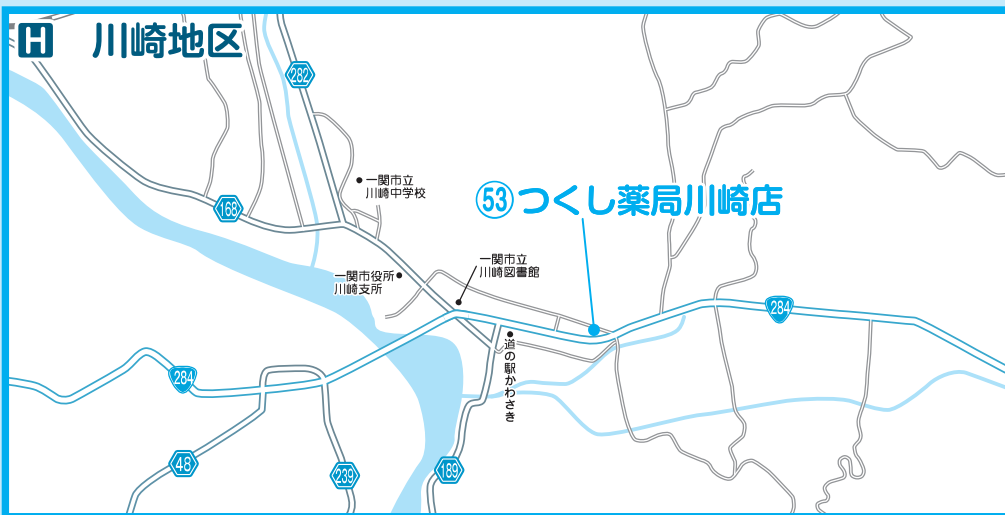 H 川崎地区
282
一関市立
川崎中学校
168
53つくし薬局川崎店
一関市立
川崎図書館
一関市役所
川崎支所
284
道の駅かわさき
284
48
239
189